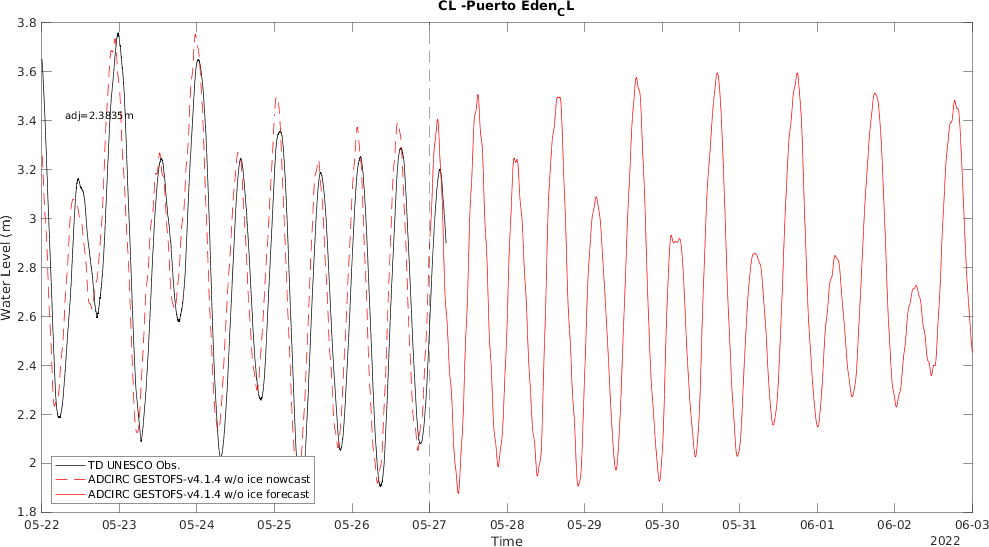 CL -Puerto Eden_CL
3.8
3.6
3.4
3.2
3
2.8
2.6
2.4
2.2
2
1.8
Water Level (m)
adj=2.3835m
TD UNESCO Obs.
ADCIRC GESTOFS-v4.1.4 w/o ice nowcast
ADCIRC GESTOFS-v4.1.4 w/o ice forecast
05-22 05-23 05-24 05-25 05-26 05-27 05-28 05-29 05-30 05-31 06-01 06-02 06-03
Time
2022